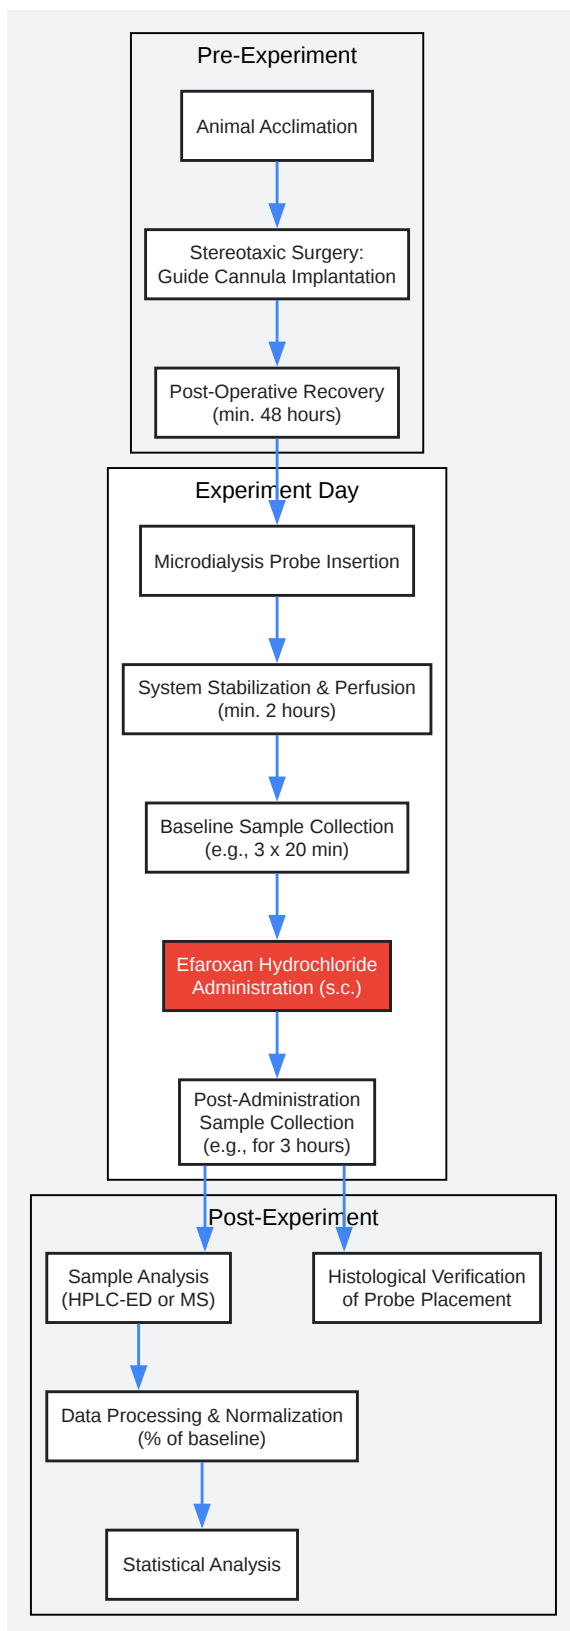 Pre-Experiment
Animal Acclimation
Stereotaxic Surgery:
Guide Cannula Implantation
Post-Operative Recovery
(min. 48 hours)
Experiment Day
Microdialysis Probe Insertion
System Stabilization & Perfusion
(min. 2 hours)
Baseline Sample Collection
(e.g., 3 x 20 min)
Efaroxan Hydrochloride
Administration (s.c.)
Post-Administration
Sample Collection
(e.g., for 3 hours)
Post-Experiment
Sample Analysis
(HPLC-ED or MS)
Histological Verification
of Probe Placement
Data Processing & Normalization
(% of baseline)
Statistical Analysis